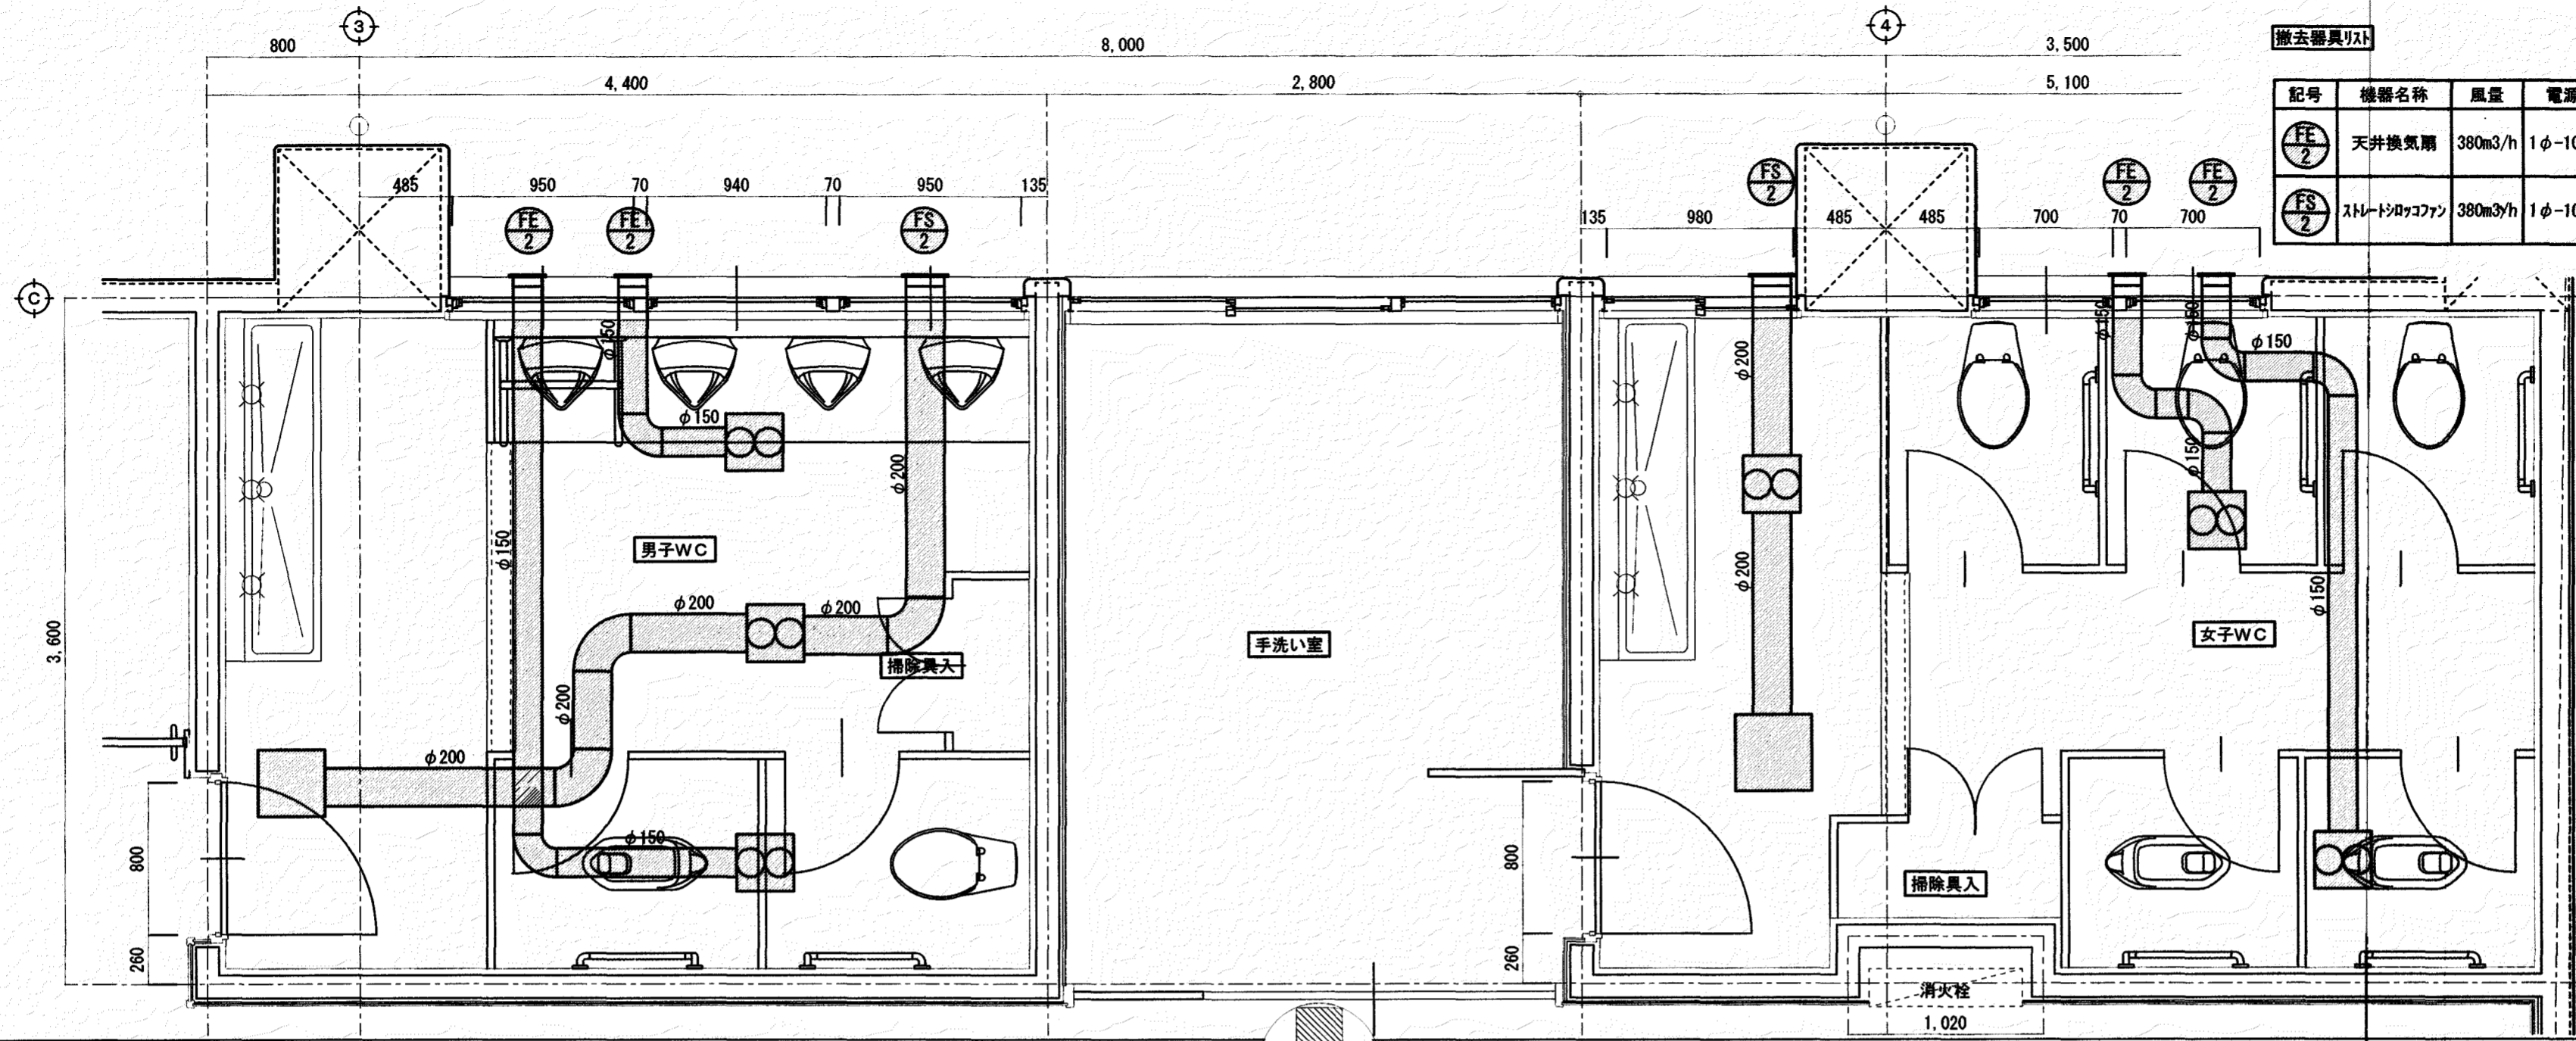 3
4
800
8,000
3,500
4,400
2,800
5,100
撤去器具リスト
記号
機器名称
風量
FE
2
天井換気扇
380m3/h
1φ-10
FS
2
ストレートシロッコファン
380m3/h
1φ-10
485
950
70
940
70
950
135
FE
2
FE
2
FS
2
FS
2
FE
2
FE
2
135
980
485
485
700
70
700
C
φ150
φ150
φ200
φ150
φ200
φ200
φ200
φ200
φ150
男子WC
掃除具入
3,600
800
260
手洗い室
φ200
φ200
φ150
φ150
φ150
φ150
φ150
女子WC
掃除具入
800
260
消火栓
1,020